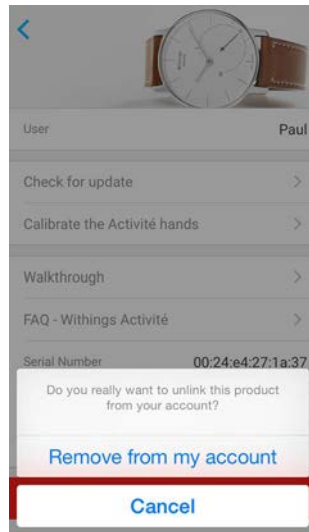 User Paul
Check for update
Calibrate the Activité hands
Walkthrough
FAQ - Withings Activité
Serial Number 00:24:e4:27:1a:37
Do you really want to unlink this product
from your account?
Remove from my account
Cancel